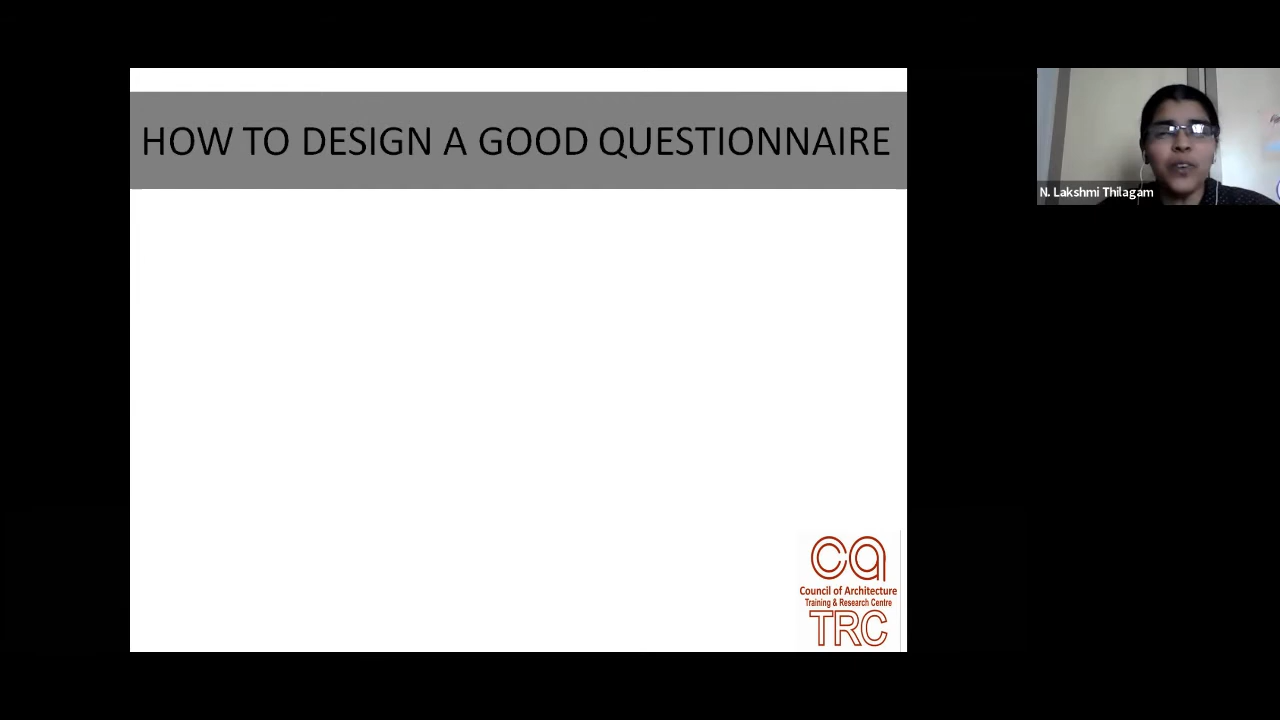 HOW TO DESIGN A GOOD QUESTIONNAIRE
N. Lakshmi Thilagam
ca
Council of Architecture
Training & Research Centre
TRC